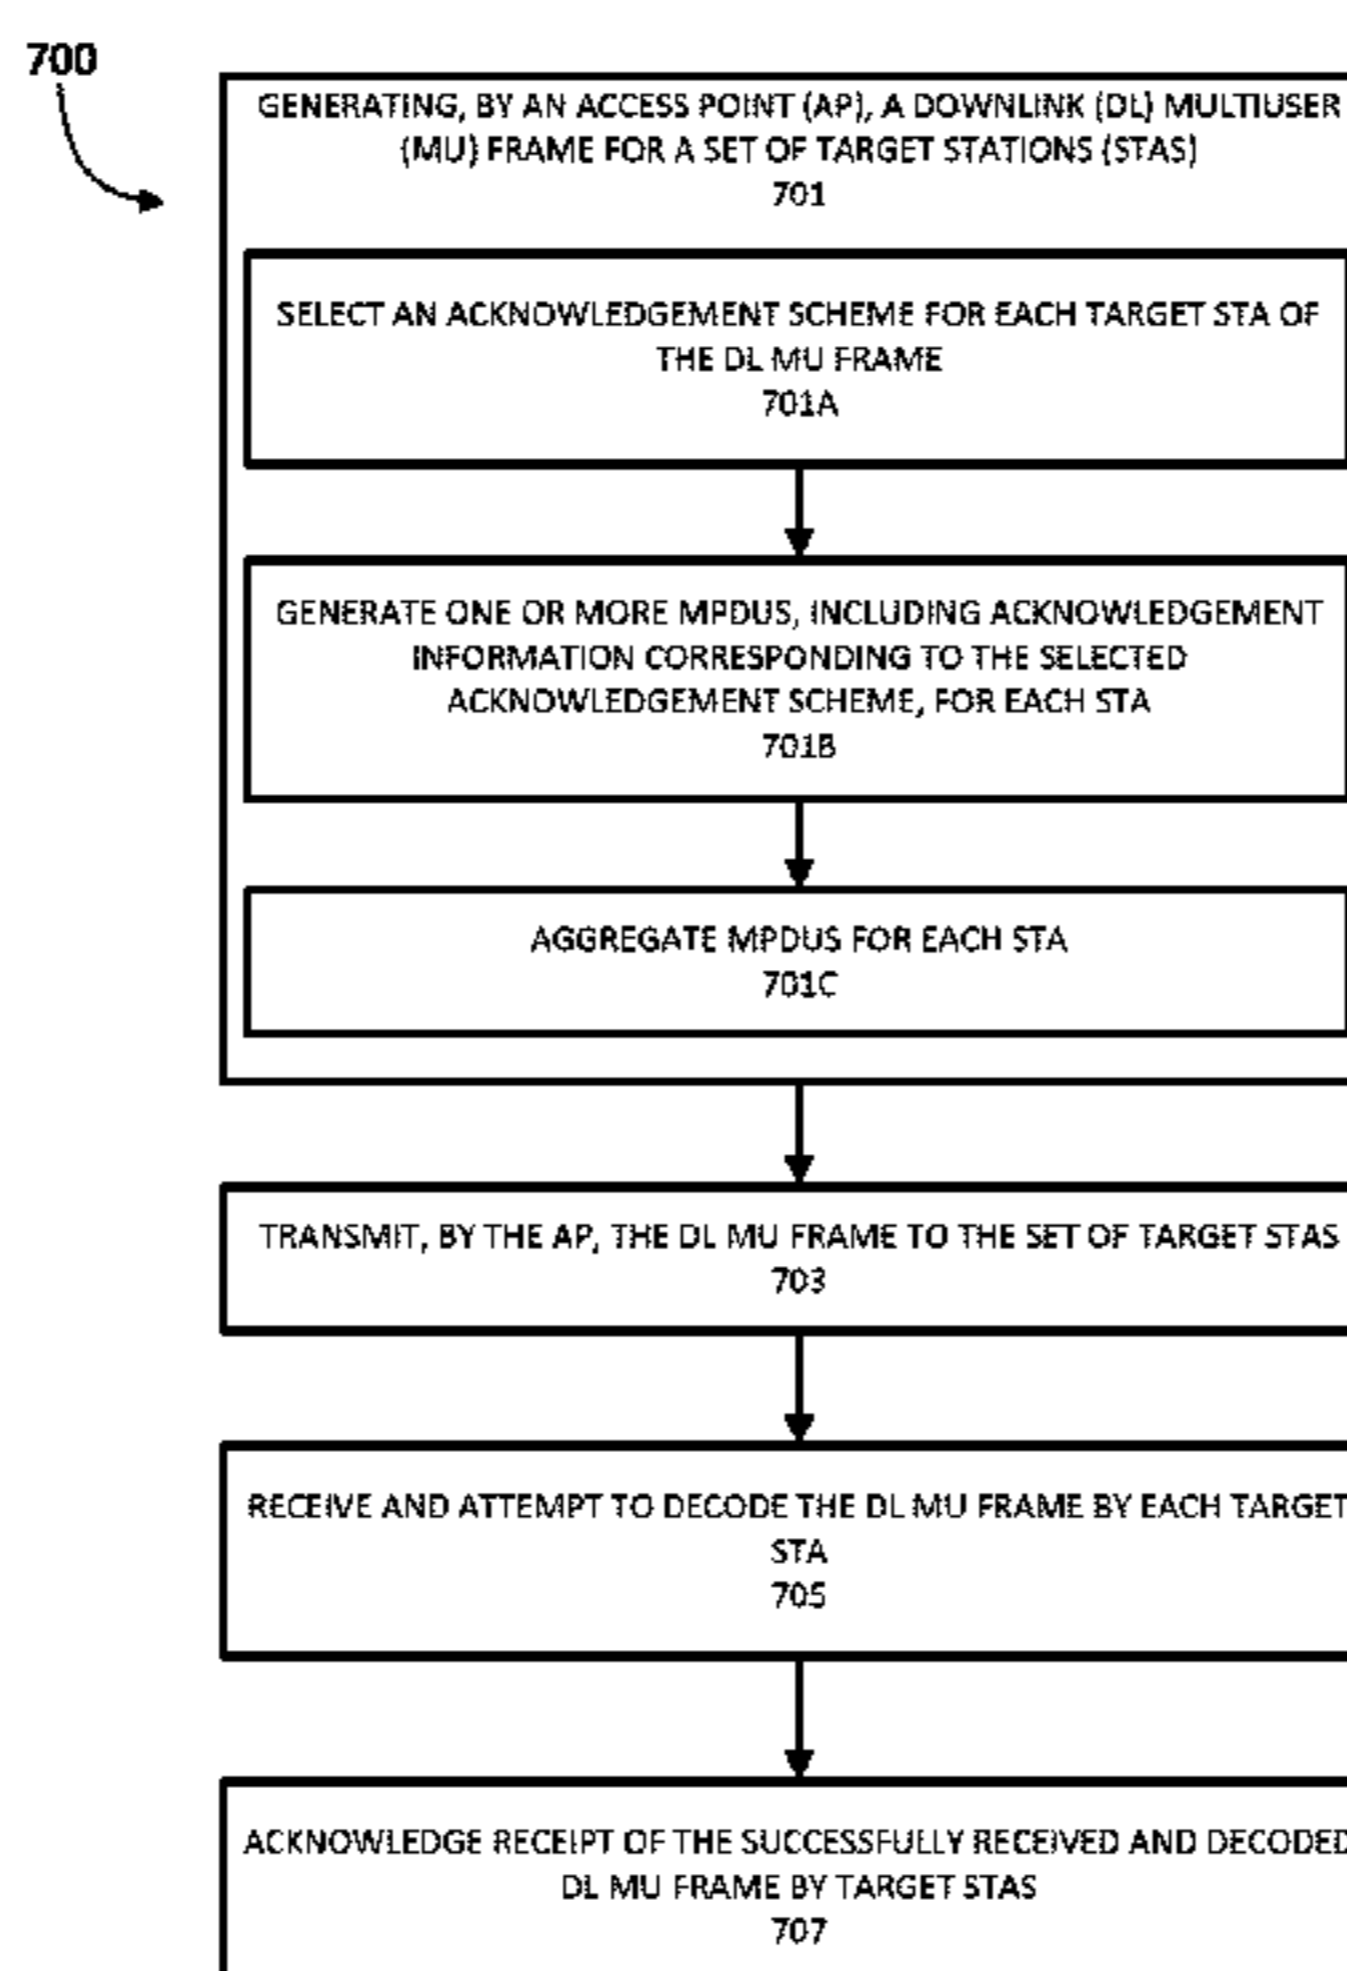 700
GENERATING, BY AN ACCESS POINT (AP), A DOWNLINK (DL) MULTIUSER
(MU) FRAME FOR A SET OF TARGET STATIONS (STAS)
701
SELECT AN ACKNOWLEDGEMENT SCHEME FOR EACH TARGET STA OF
THE DL MU FRAME
701A
GENERATE ONE OR MORE MPDUS, INCLUDING ACKNOWLEDGEMENT
INFORMATION CORRESPONDING TO THE SELECTED
ACKNOWLEDGEMENT SCHEME, FOR EACH STA
701B
AGGREGATE MPDUS FOR EACH STA
701C
TRANSMIT, BY THE AP, THE DL MU FRAME TO THE SET OF TARGET STAS
703
RECEIVE AND ATTEMPT TO DECODE THE DL MU FRAME BY EACH TARGET
STA
705
ACKNOWLEDGE RECEIPT OF THE SUCCESSFULLY RECEIVED AND DECODED
DL MU FRAME BY TARGET STAS
707